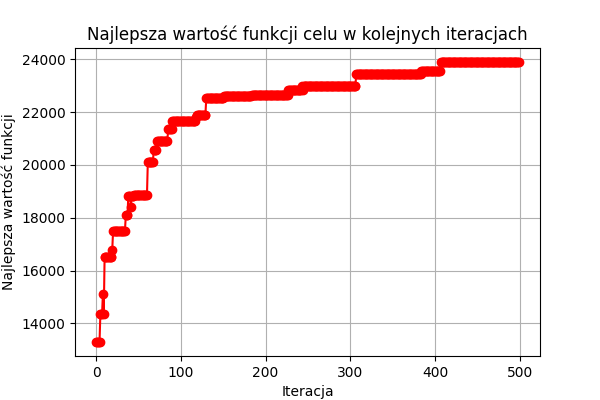 Najlepsza wartość funkcji celu w kolejnych iteracjach
Najlepsza wartość funkcji
24000
22000
20000
18000
16000
14000
0 100 200 300 400 500
Iteracja